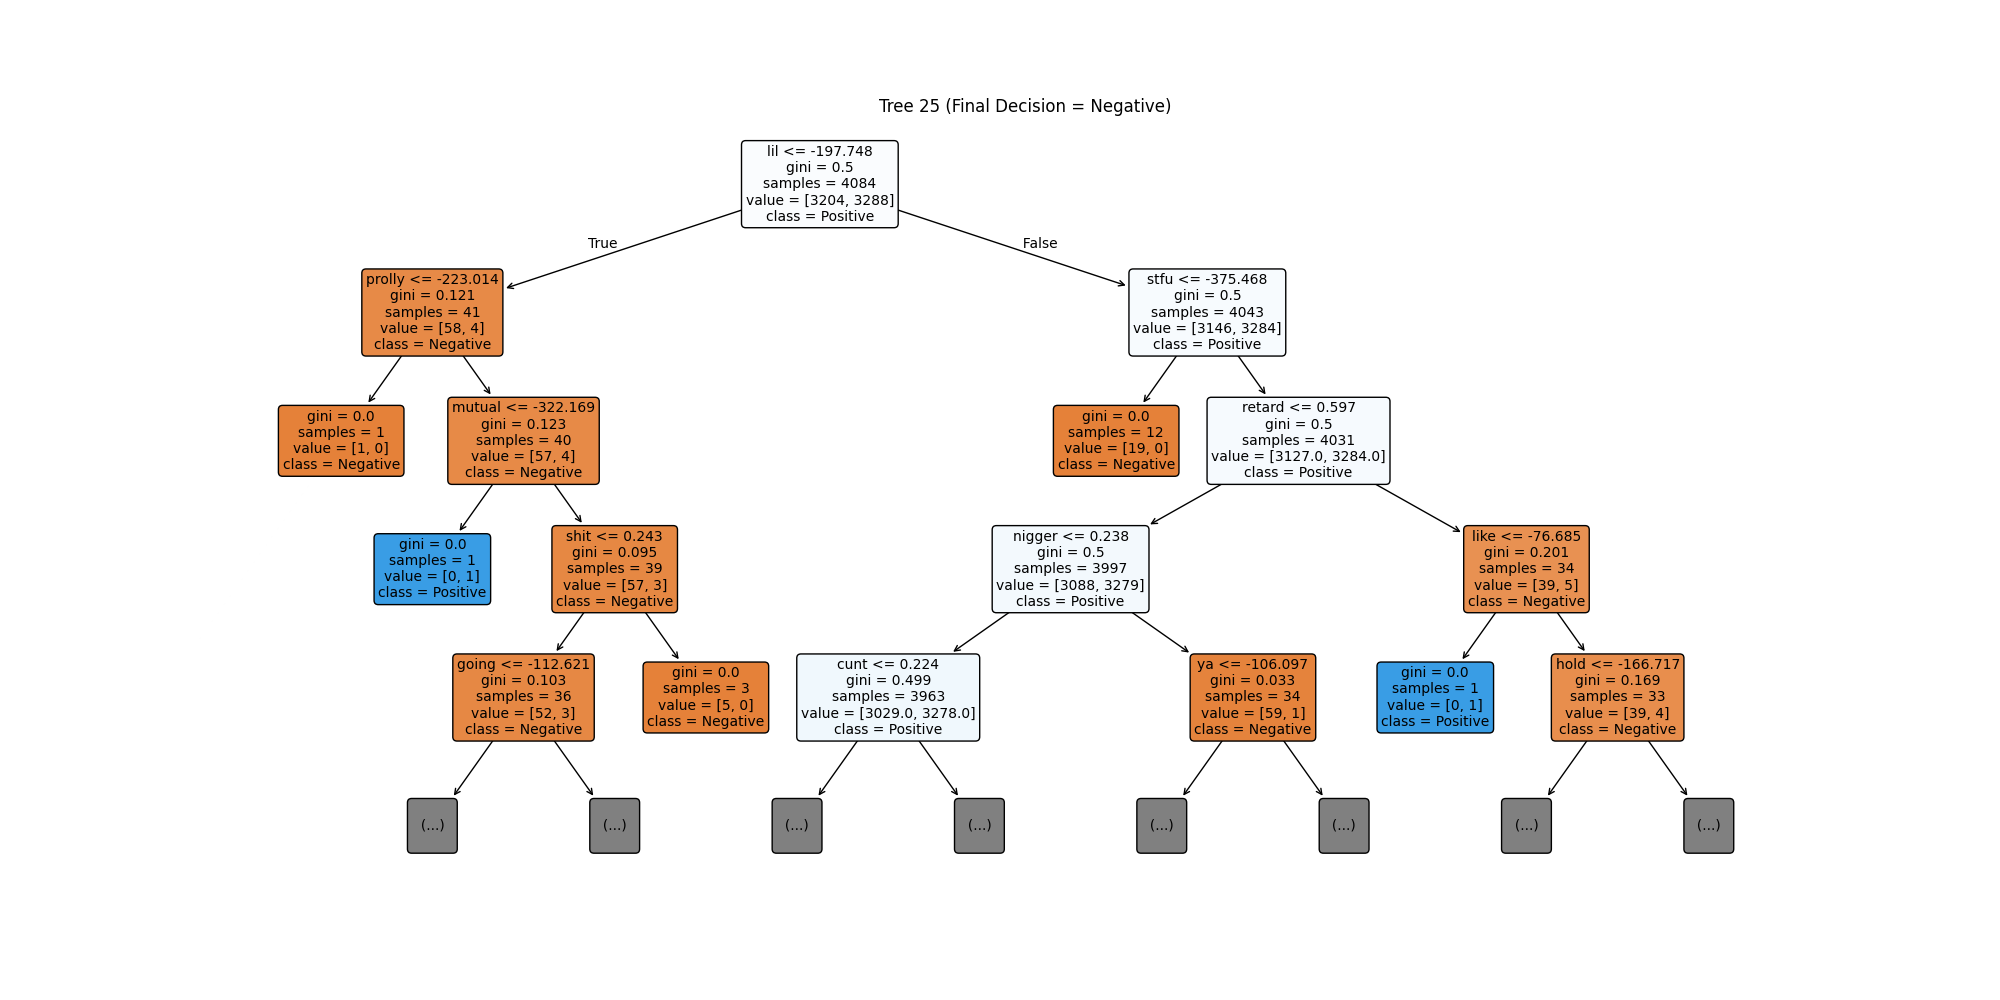 Tree 25 (Final Decision = Negative)
lil <= -197.748
gini = 0.5
samples = 4084
value = [3204, 3288]
class = Positive
True
False
prolly <= -223.014
gini = 0.121
samples = 41
value = [58, 4]
class = Negative
stfu <= -375.468
gini = 0.5
samples = 4043
value = [3146, 3284]
class = Positive
gini = 0.0
samples = 1
value = [1, 0]
class = Negative
mutual <= -322.169
gini = 0.123
samples = 40
value = [57, 4]
class = Negative
gini = 0.0
samples = 12
value = [19, 0]
class = Negative
retard <= 0.597
gini = 0.5
samples = 4031
value = [3127.0, 3284.0]
class = Positive
gini = 0.0
samples = 1
value = [0, 1]
class = Positive
shit <= 0.243
gini = 0.095
samples = 39
value = [57, 3]
class = Negative
nigger <= 0.238
gini = 0.5
samples = 3997
value = [3088, 3279]
class = Positive
like <= -76.685
gini = 0.201
samples = 34
value = [39, 5]
class = Negative
going <= -112.621
gini = 0.103
samples = 36
value = [52, 3]
class = Negative
gini = 0.0
samples = 3
value = [5, 0]
class = Negative
cunt <= 0.224
gini = 0.499
samples = 3963
value = [3029.0, 3278.0]
class = Positive
ya <= -106.097
gini = 0.033
samples = 34
value = [59, 1]
class = Negative
gini = 0.0
samples = 1
value = [0, 1]
class = Positive
hold <= -166.717
gini = 0.169
samples = 33
value = [39, 4]
class = Negative
(...)
(...)
(...)
(...)
(...)
(...)
(...)
(...)